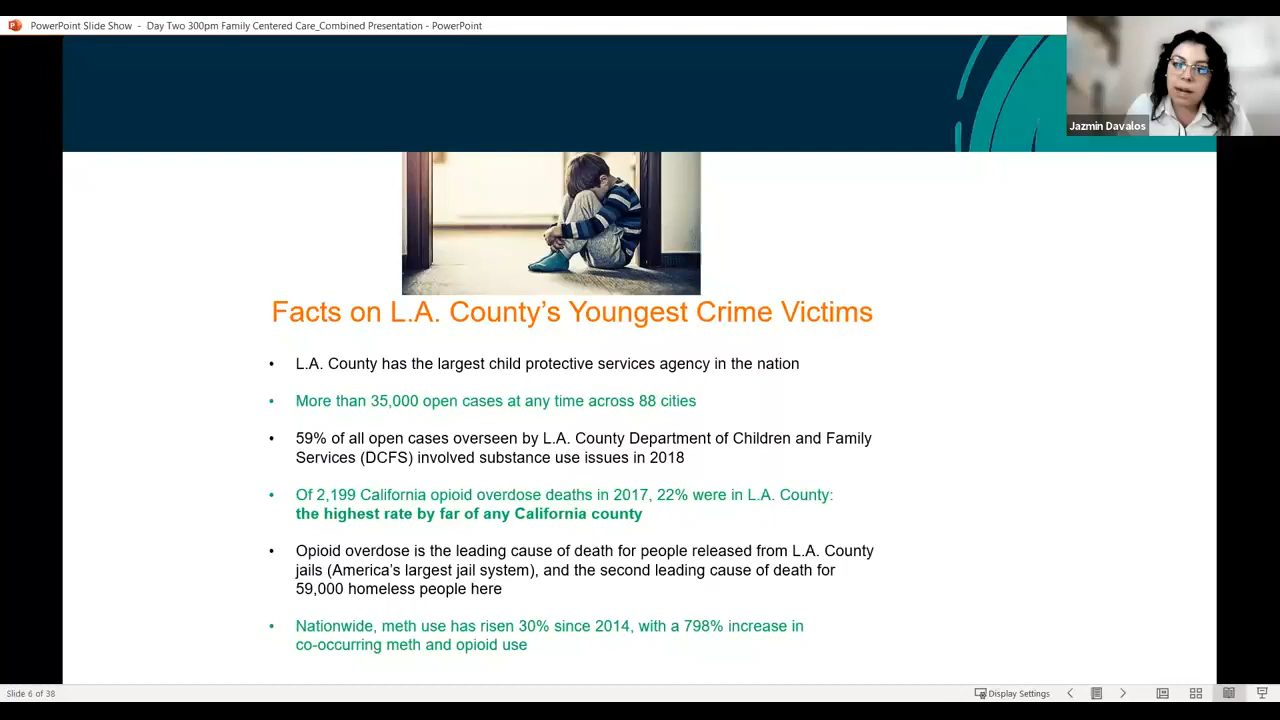 PowerPoint Slide Show - Day Two 300pm Family Centered Care_Combined Presentation - PowerPoint
Jazmin Davalos
Facts on L.A. County's Youngest Crime Victims
• L.A. County has the largest child protective services agency in the nation
• More than 35,000 open cases at any time across 88 cities
• 59% of all open cases overseen by L.A. County Department of Children and Family
Services (DCFS) involved substance use issues in 2018
• Of 2,199 California opioid overdose deaths in 2017, 22% were in L.A. County:
the highest rate by far of any California county
• Opioid overdose is the leading cause of death for people released from L.A. County
jails (America's largest jail system), and the second leading cause of death for
59,000 homeless people here
• Nationwide, meth use has risen 30% since 2014, with a 798% increase in
co-occurring meth and opioid use
Slide 6 of 38
Display Settings